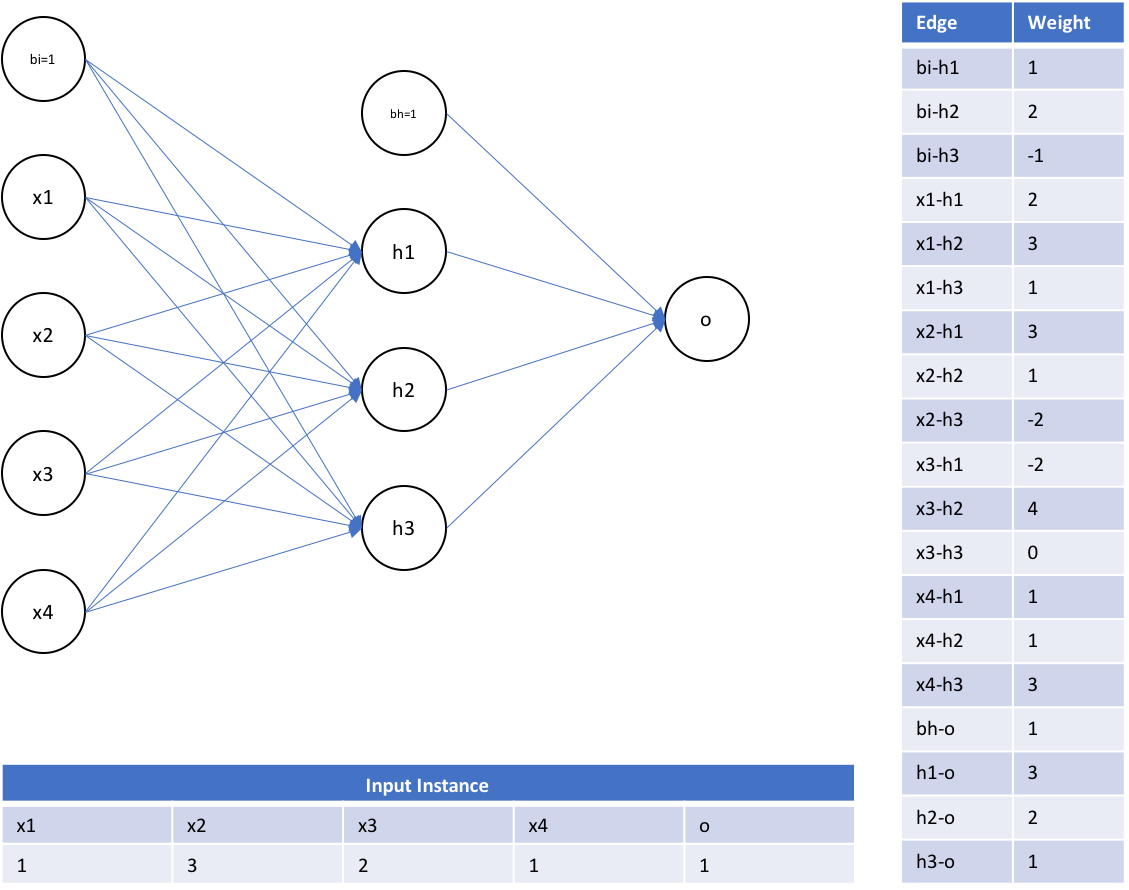 bi=1
x1
x2
x3
x4
bh=1
h1
h2
h3
o
Edge Weight
bi-h1 1
bi-h2 2
bi-h3 -1
x1-h1 2
x1-h2 3
x1-h3 1
x2-h1 3
x2-h2 1
x2-h3 -2
x3-h1 -2
x3-h2 4
x3-h3 0
x4-h1 1
x4-h2 1
x4-h3 3
bh-o 1
h1-o 3
h2-o 2
h3-o 1
Input Instance
x1 x2 x3 x4 o
1 3 2 1 1